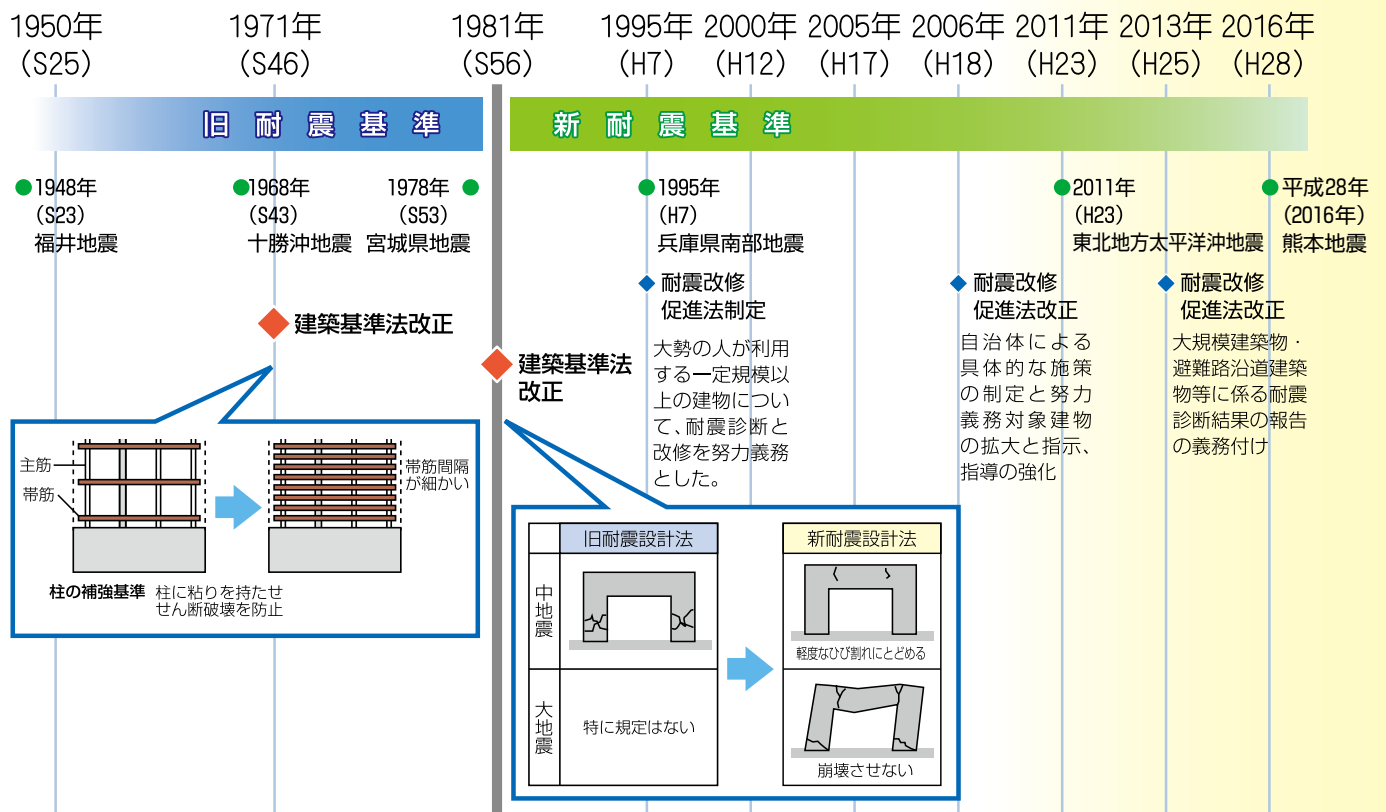 1950年
(S25)
1971年
(S46)
1981年
(S56)
1995年
(H7)
2000年
(H12)
2005年
(H17)
2006年
(H18)
2011年
(H23)
2013年
(H25)
2016年
(H28)
旧耐震基準
新耐震基準
1948年
(S23)
福井地震
1968年
(S43)
十勝沖地震
1978年
(S53)
宮城県地震
1995年
(H7)
兵庫県南部地震
2011年
(H23)
東北地方太平洋沖地震
平成28年
(2016年)
熊本地震
建築基準法改正
建築基準法
改正
耐震改修
促進法制定
大勢の人が利用
する一定規模以
上の建物につい
て、耐震診断と
改修を努力義務
とした。
耐震改修
促進法改正
自治体による
具体的な施策
の制定と努力
義務対象建物
の拡大と指示、
指導の強化
耐震改修
促進法改正
大規模建築物・
避難路沿道建築
物等に係る耐震
診断結果の報告
の義務付け
主筋
帯筋
帯筋間隔
が細かい
柱の補強基準
柱に粘りを持たせ
せん断破壊を防止
旧耐震設計法
新耐震設計法
中地震
軽度なひび割れにとどめる
大地震
特に規定はない
崩壊させない